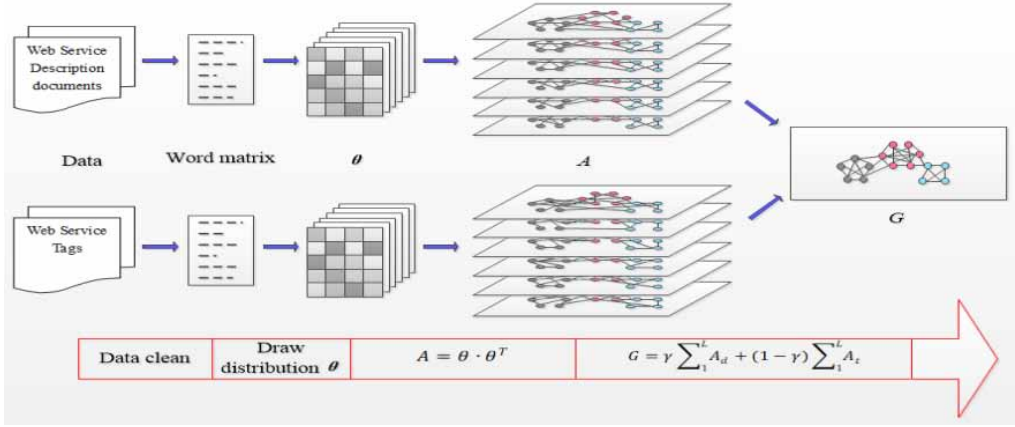 Web Service
Description
documents
Data
Word matrix
θ
A
Web Service
Tags
G
Data clean
Draw
distribution θ
A = θ · θ^T
G = γ ∑_1^L A_d + (1 − γ) ∑_1^L A_t